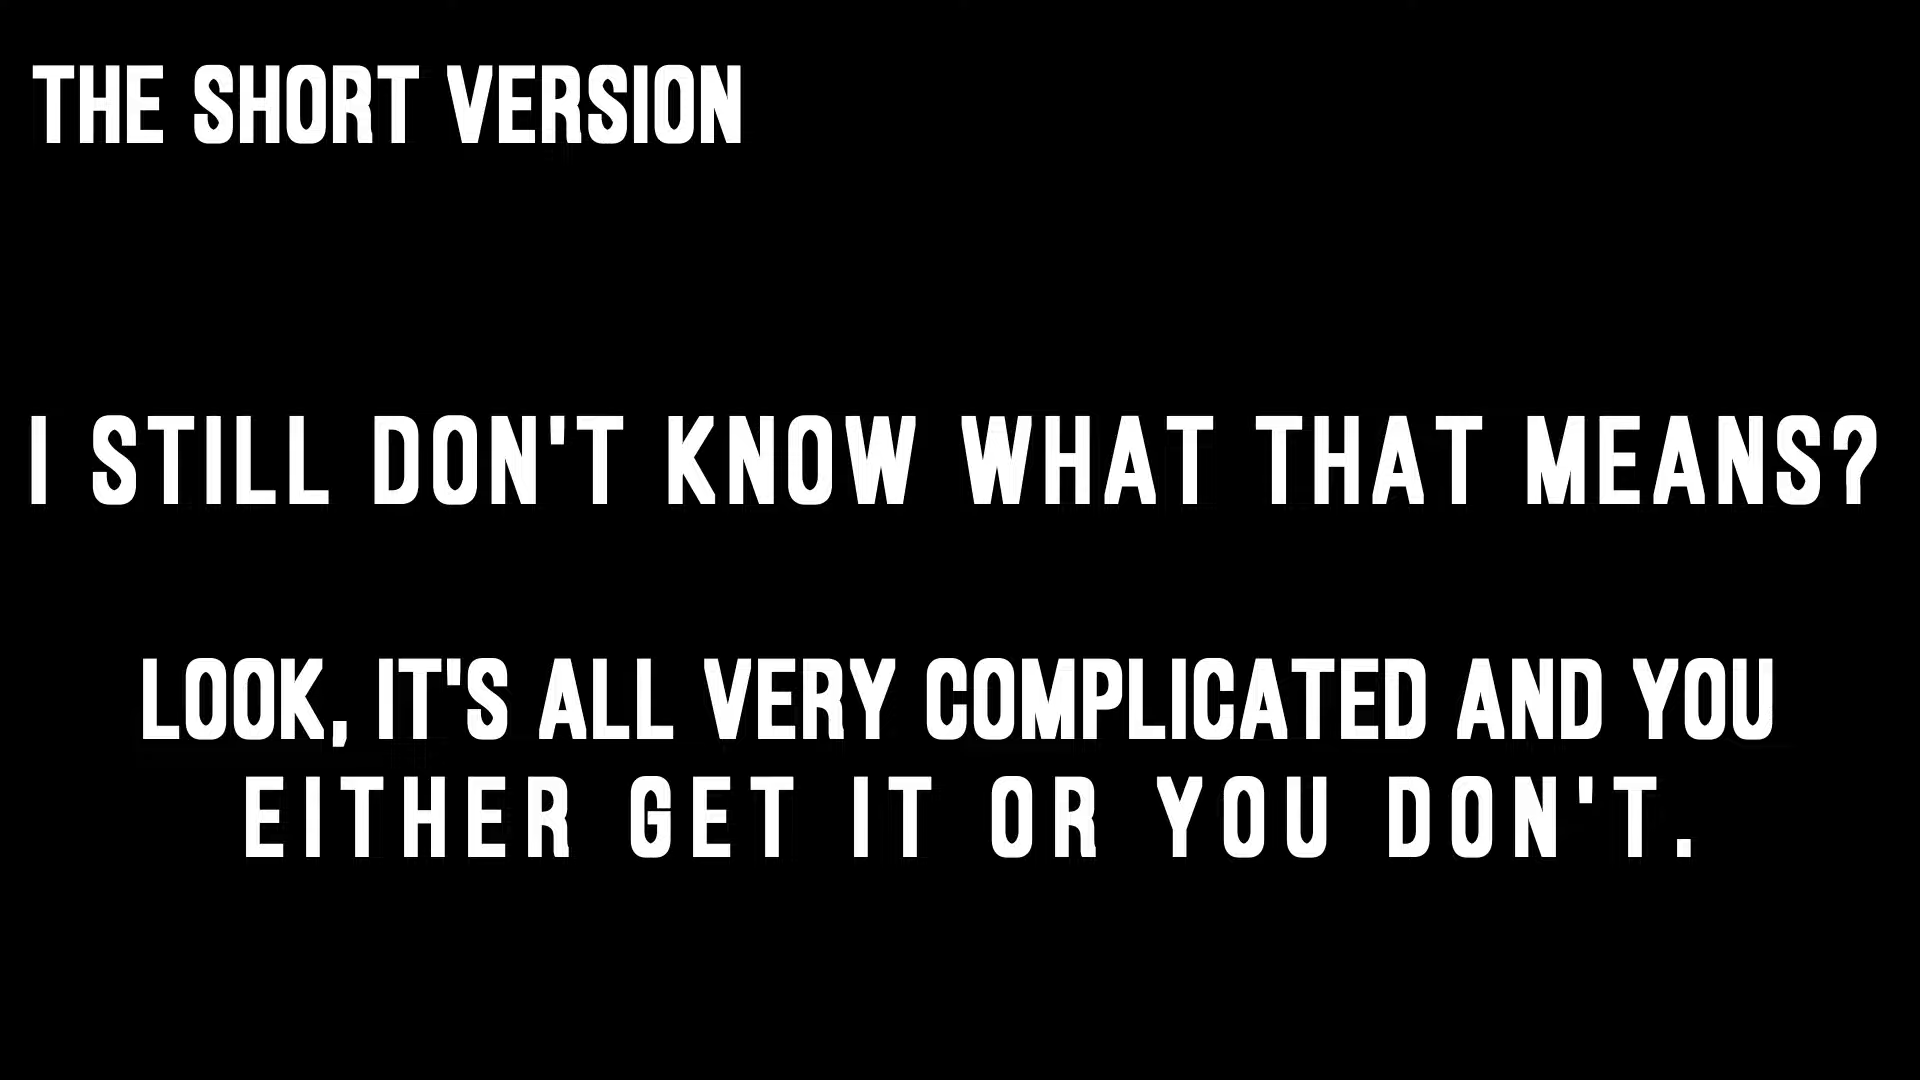 THE SHORT VERSION
I STILL DON'T KNOW WHAT THAT MEANS?
LOOK, IT'S ALL VERY COMPLICATED AND YOU
EITHER GET IT OR YOU DON'T.